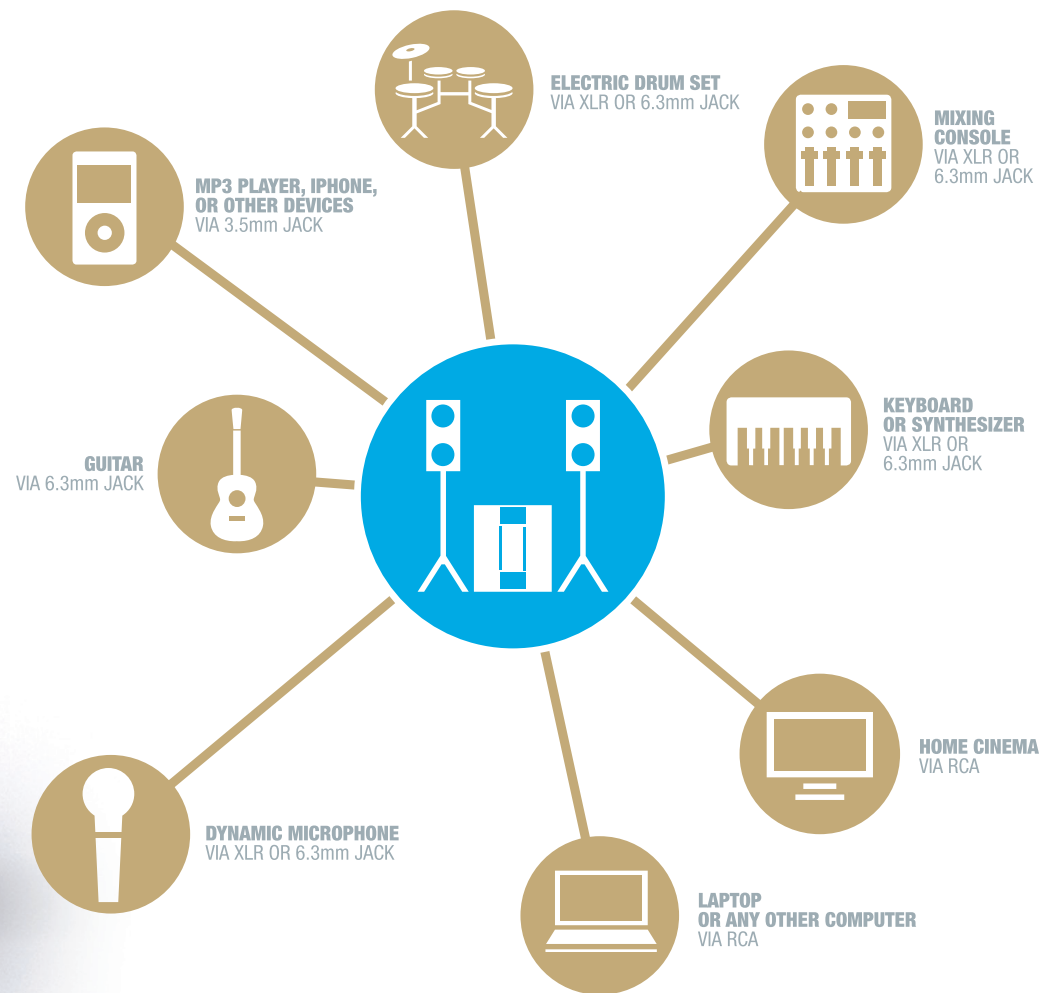 ELECTRIC DRUM SET
VIA XLR OR 6.3mm JACK
MIXING
CONSOLE
VIA XLR OR
6.3mm JACK
MP3 PLAYER, IPHONE,
OR OTHER DEVICES
VIA 3.5mm JACK
KEYBOARD
OR SYNTHESIZER
VIA XLR OR
6.3mm JACK
GUITAR
VIA 6.3mm JACK
HOME CINEMA
VIA RCA
DYNAMIC MICROPHONE
VIA XLR OR 6.3mm JACK
LAPTOP
OR ANY OTHER COMPUTER
VIA RCA